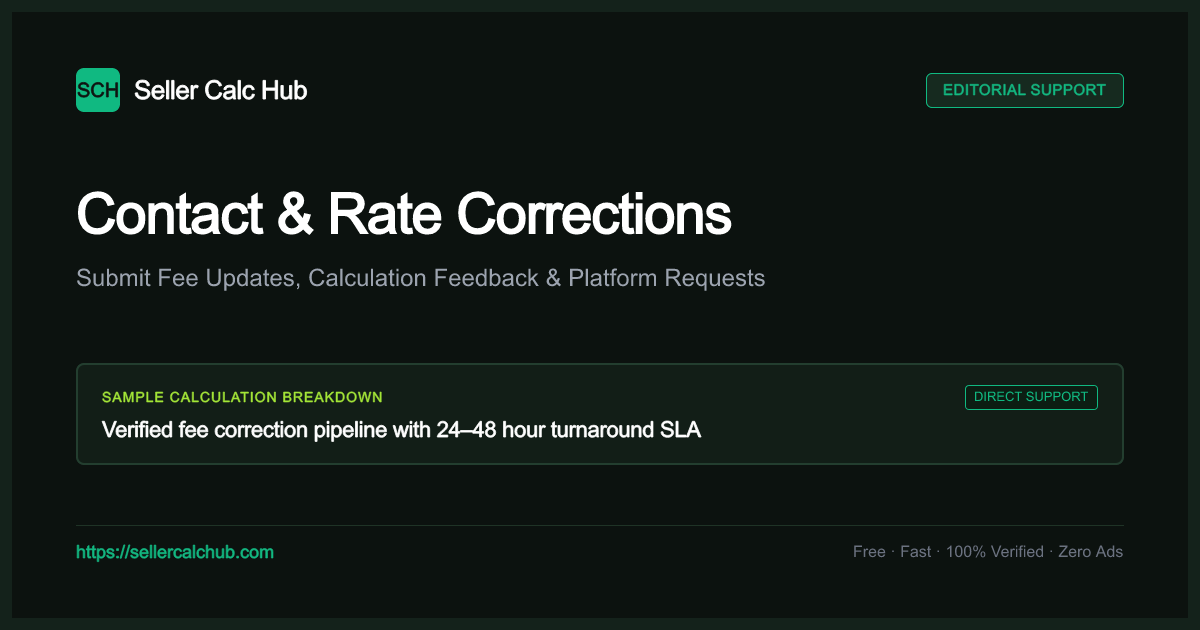 SCH Seller Calc Hub
EDITORIAL SUPPORT
Contact & Rate Corrections
Submit Fee Updates, Calculation Feedback & Platform Requests
SAMPLE CALCULATION BREAKDOWN
DIRECT SUPPORT
Verified fee correction pipeline with 24–48 hour turnaround SLA
https://sellercalchub.com
Free · Fast · 100% Verified · Zero Ads